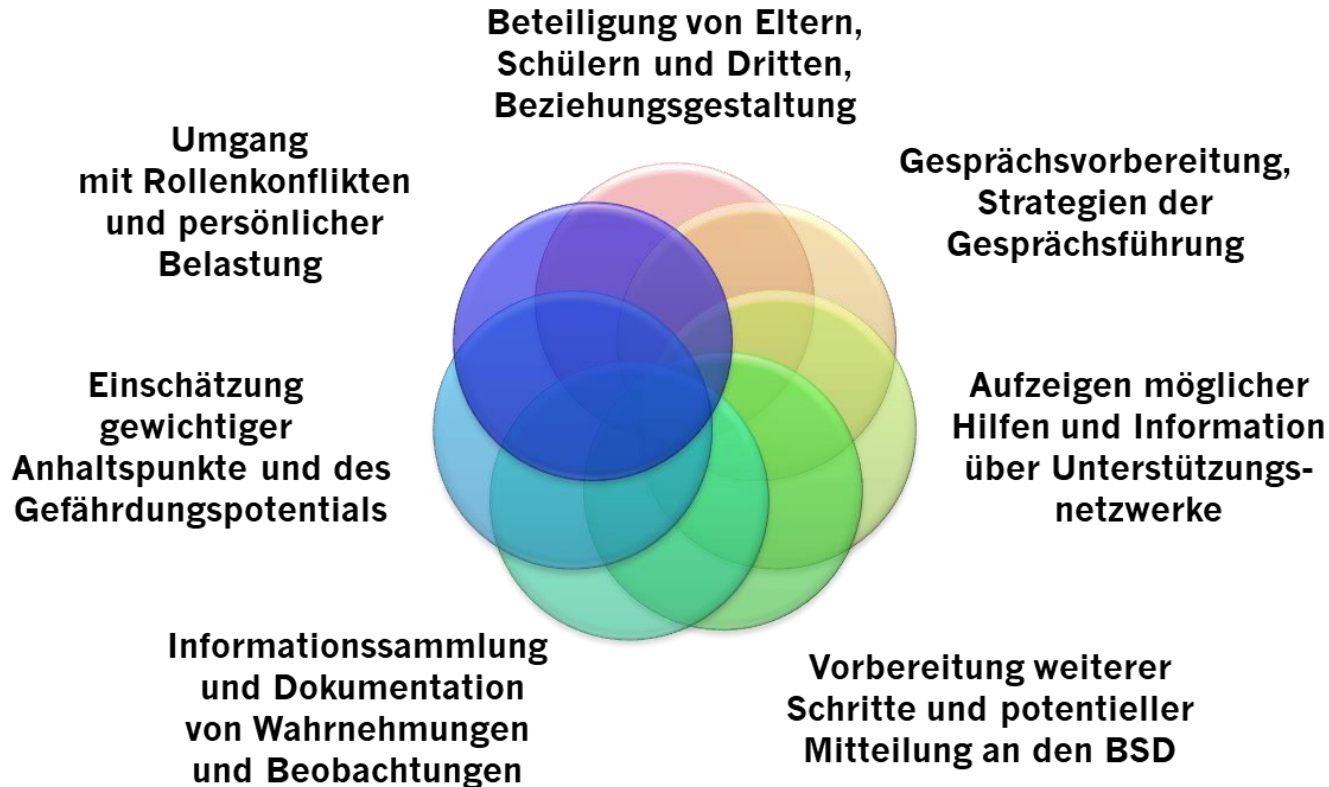 Beteiligung von Eltern,
Schülern und Dritten,
Beziehungsgestaltung
Gesprächsvorbereitung,
Strategien der
Gesprächsführung
Aufzeigen möglicher
Hilfen und Information
über Unterstützungs-
netzwerke
Vorbereitung weiterer
Schritte und potentieller
Mitteilung an den BSD
Informationssammlung
und Dokumentation
von Wahrnehmungen
und Beobachtungen
Einschätzung
gewichtiger
Anhaltspunkte und des
Gefährdungspotentials
Umgang
mit Rollenkonflikten
und persönlicher
Belastung